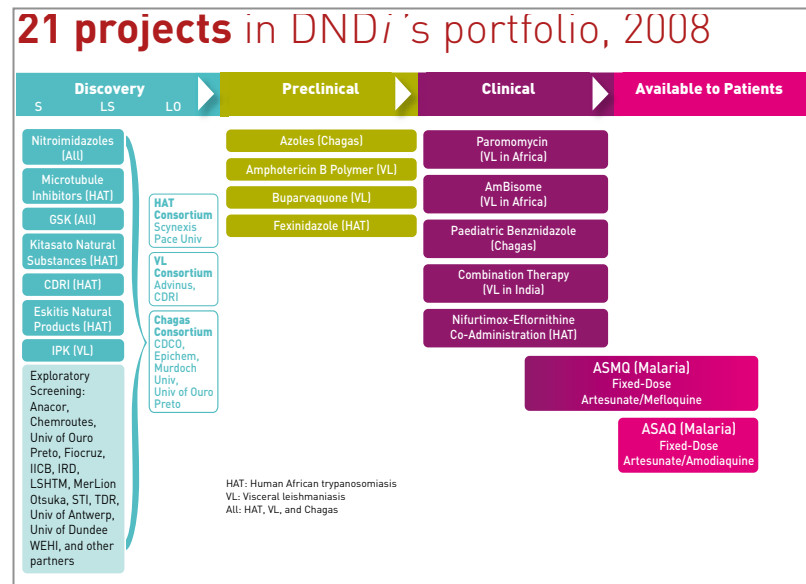 21 projects in DNDi's portfolio, 2008
Discovery
S LS LO
Preclinical
Clinical
Available to Patients
Nitroimidazoles
(All)
Microtubule
Inhibitors (HAT)
GSK (All)
Kitasato Natural
Substances (HAT)
CDRI (HAT)
Eskitis Natural
Products (HAT)
IPK (VL)
Exploratory
Screening:
Anacor,
Chemroutes,
Univ of Ouro
Preto, Fiocruz,
IICB, IRD,
LSHTM, MerLion
Otsuka, STI, TDR,
Univ of Antwerp,
Univ of Dundee
WEHI, and other
partners
HAT
Consortium
Scynexis
Pace Univ
VL
Consortium
Advinus,
CDRI
Chagas
Consortium
CDCO,
Epichem,
Murdoch
Univ,
Univ of Ouro
Preto
Azoles (Chagas)
Amphotericin B Polymer (VL)
Buparvaquone (VL)
Fexinidazole (HAT)
Paromomycin
(VL in Africa)
AmBisome
(VL in Africa)
Paediatric Benznidazole
(Chagas)
Combination Therapy
(VL in India)
Nifurtimox-Eflornithine
Co-Administration (HAT)
ASMQ (Malaria)
Fixed-Dose
Artesunate/Mefloquine
ASAQ (Malaria)
Fixed-Dose
Artesunate/Amodiaquine
HAT: Human African trypanosomiasis
VL: Visceral leishmaniasis
All: HAT, VL, and Chagas